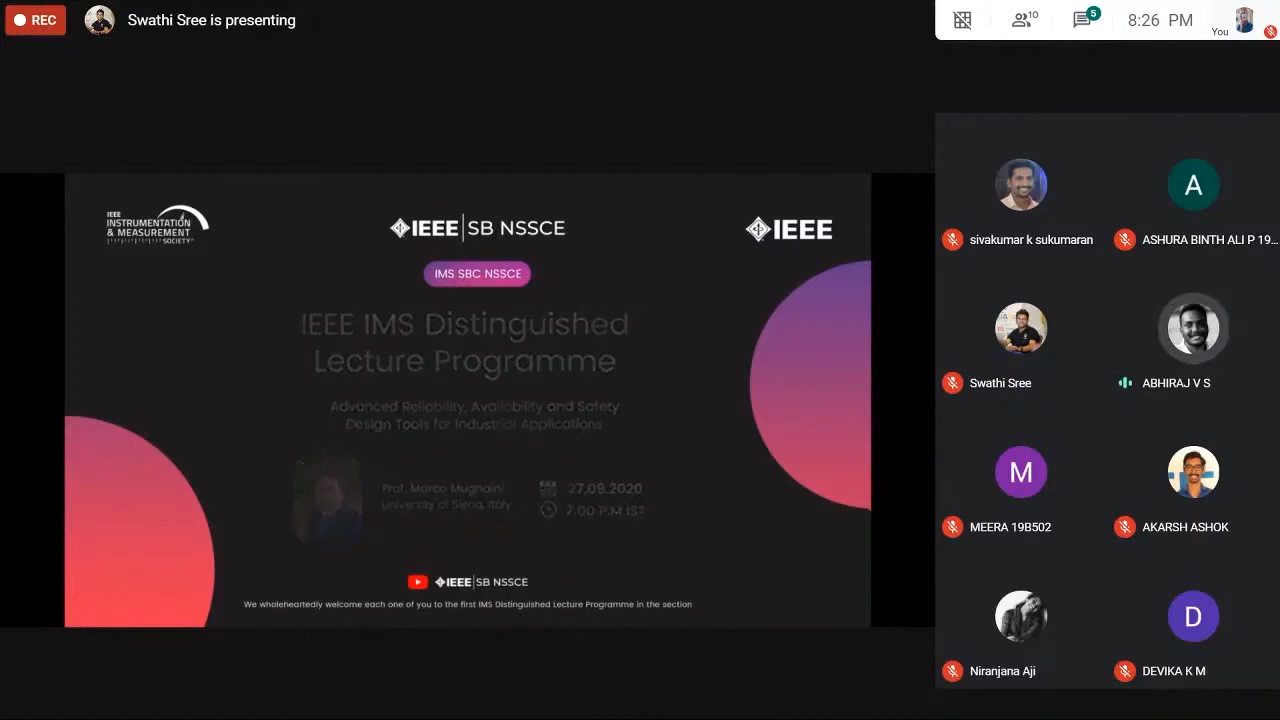 REC
Swathi Sree is presenting
10
5
8:26 PM
You
IEEE
INSTRUMENTATION
& MEASUREMENT
SOCIETY
IEEE SB NSSCE
IEEE
IMS SBC NSSCE
IEEE IMS Distinguished
Lecture Programme
Advanced Reliability, Availability and Safety
Design Tools for Industrial Applications
Prof. Marco Mugnaini
university of Siena, Italy
27.09.2020
7:00 P.M IST
IEEE SB NSSCE
We wholeheartedly welcome each one of you to the first IMS Distinguished Lecture Programme in the section
sivakumar k sukumaran
ASHURA BINTH ALI P 19...
A
Swathi Sree
ABHIRAJ V S
M
MEERA 19B502
AKARSH ASHOK
D
Niranjana Aji
DEVIKA K M